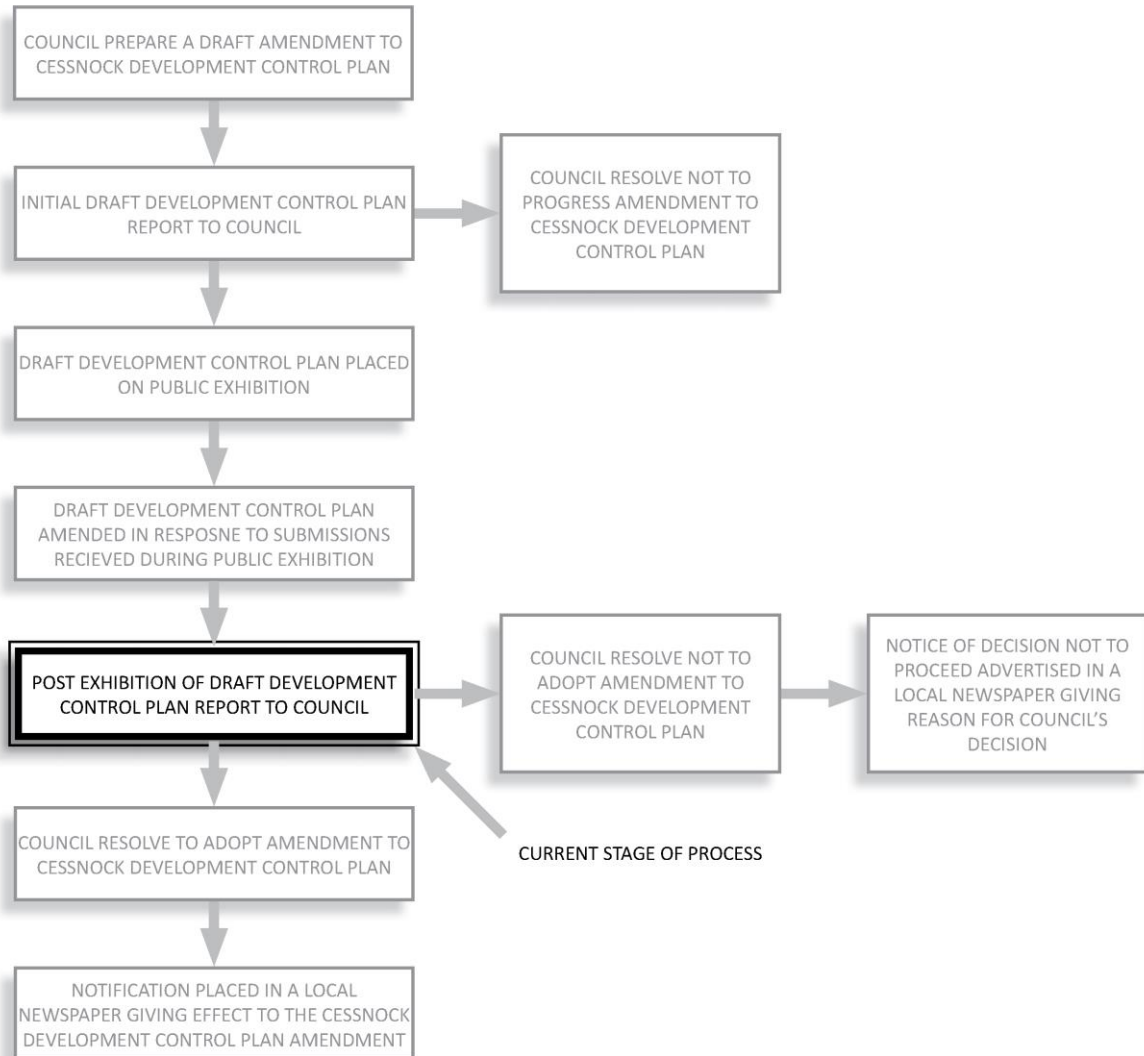 COUNCIL PREPARE A DRAFT AMENDMENT TO
CESSNOCK DEVELOPMENT CONTROL PLAN
INITIAL DRAFT DEVELOPMENT CONTROL PLAN
REPORT TO COUNCIL
COUNCIL RESOLVE NOT TO
PROGRESS AMENDMENT TO
CESSNOCK DEVELOPMENT
CONTROL PLAN
DRAFT DEVELOPMENT CONTROL PLAN PLACED
ON PUBLIC EXHIBITION
DRAFT DEVELOPMENT CONTROL PLAN
AMENDED IN RESPOSNE TO SUBMISSIONS
RECIEVED DURING PUBLIC EXHIBITION
POST EXHIBITION OF DRAFT DEVELOPMENT
CONTROL PLAN REPORT TO COUNCIL
COUNCIL RESOLVE NOT TO
ADOPT AMENDMENT TO
CESSNOCK DEVELOPMENT
CONTROL PLAN
NOTICE OF DECISION NOT TO
PROCEED ADVERTISED IN A
LOCAL NEWSPAPER GIVING
REASON FOR COUNCIL'S
DECISION
CURRENT STAGE OF PROCESS
COUNCIL RESOLVE TO ADOPT AMENDMENT TO
CESSNOCK DEVELOPMENT CONTROL PLAN
NOTIFICATION PLACED IN A LOCAL
NEWSPAPER GIVING EFFECT TO THE CESSNOCK
DEVELOPMENT CONTROL PLAN AMENDMENT